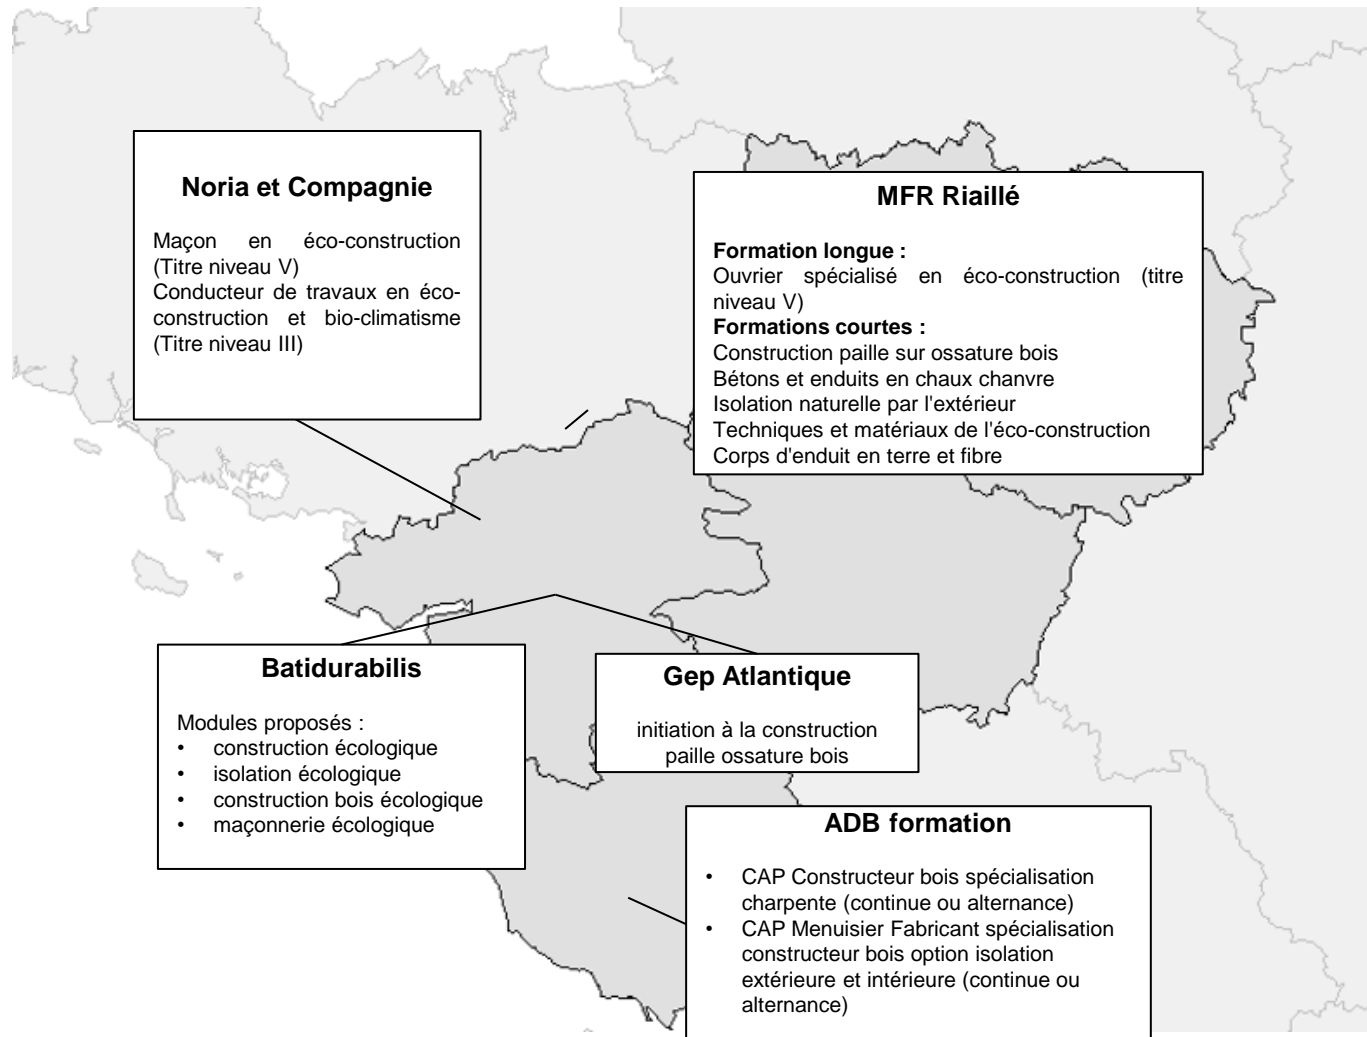 Noria et Compagnie
Maçon en éco-construction
(Titre niveau V)
Conducteur de travaux en éco-
construction et bio-climatisme
(Titre niveau III)
MFR Riaillé
Formation longue :
Ouvrier spécialisé en éco-construction (titre
niveau V)
Formations courtes :
Construction paille sur ossature bois
Bétons et enduits en chaux chanvre
Isolation naturelle par l'extérieur
Techniques et matériaux de l'éco-construction
Corps d'enduit en terre et fibre
Batidurabilis
Modules proposés :
• construction écologique
• isolation écologique
• construction bois écologique
• maçonnerie écologique
Gep Atlantique
initiation à la construction
paille ossature bois
ADB formation
• CAP Constructeur bois spécialisation
charpente (continue ou alternance)
• CAP Menuisier Fabricant spécialisation
constructeur bois option isolation
extérieure et intérieure (continue ou
alternance)